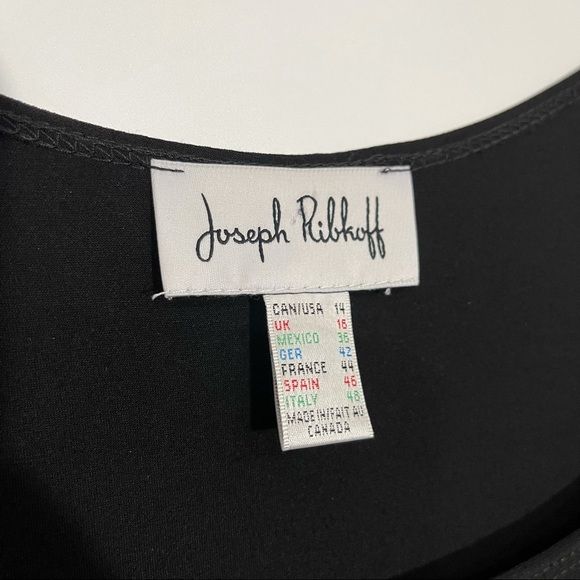 Joseph Ribkoff
CAN/USA 14
UK 16
MEXICO 36
GER 42
FRANCE 44
SPAIN 46
ITALY 48
MADE IN/FAIT AU
CANADA